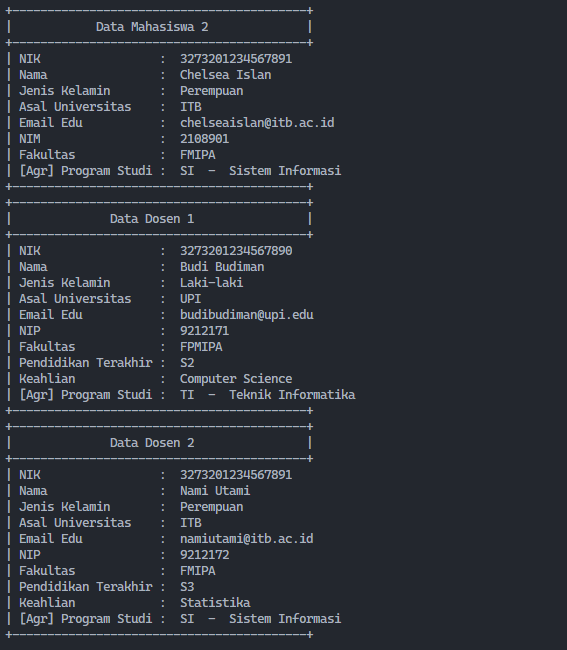 +------------------------------------------+
|            Data Mahasiswa 2              |
+------------------------------------------+
| NIK                 :  3273201234567891
| Nama                :  Chelsea Islan
| Jenis Kelamin       :  Perempuan
| Asal Universitas    :  ITB
| Email Edu           :  chelseaislan@itb.ac.id
| NIM                 :  2108901
| Fakultas            :  FMIPA
| [Agr] Program Studi :  SI  -  Sistem Informasi
+------------------------------------------+
+------------------------------------------+
|              Data Dosen 1                |
+------------------------------------------+
| NIK                 :  3273201234567890
| Nama                :  Budi Budiman
| Jenis Kelamin       :  Laki-laki
| Asal Universitas    :  UPI
| Email Edu           :  budibudiman@upi.edu
| NIP                 :  9212171
| Fakultas            :  FPMIPA
| Pendidikan Terakhir :  S2
| Keahlian            :  Computer Science
| [Agr] Program Studi :  TI  -  Teknik Informatika
+------------------------------------------+
+------------------------------------------+
|              Data Dosen 2                |
+------------------------------------------+
| NIK                 :  3273201234567891
| Nama                :  Nami Utami
| Jenis Kelamin       :  Perempuan
| Asal Universitas    :  ITB
| Email Edu           :  namiutami@itb.ac.id
| NIP                 :  9212172
| Fakultas            :  FMIPA
| Pendidikan Terakhir :  S3
| Keahlian            :  Statistika
| [Agr] Program Studi :  SI  -  Sistem Informasi
+------------------------------------------+